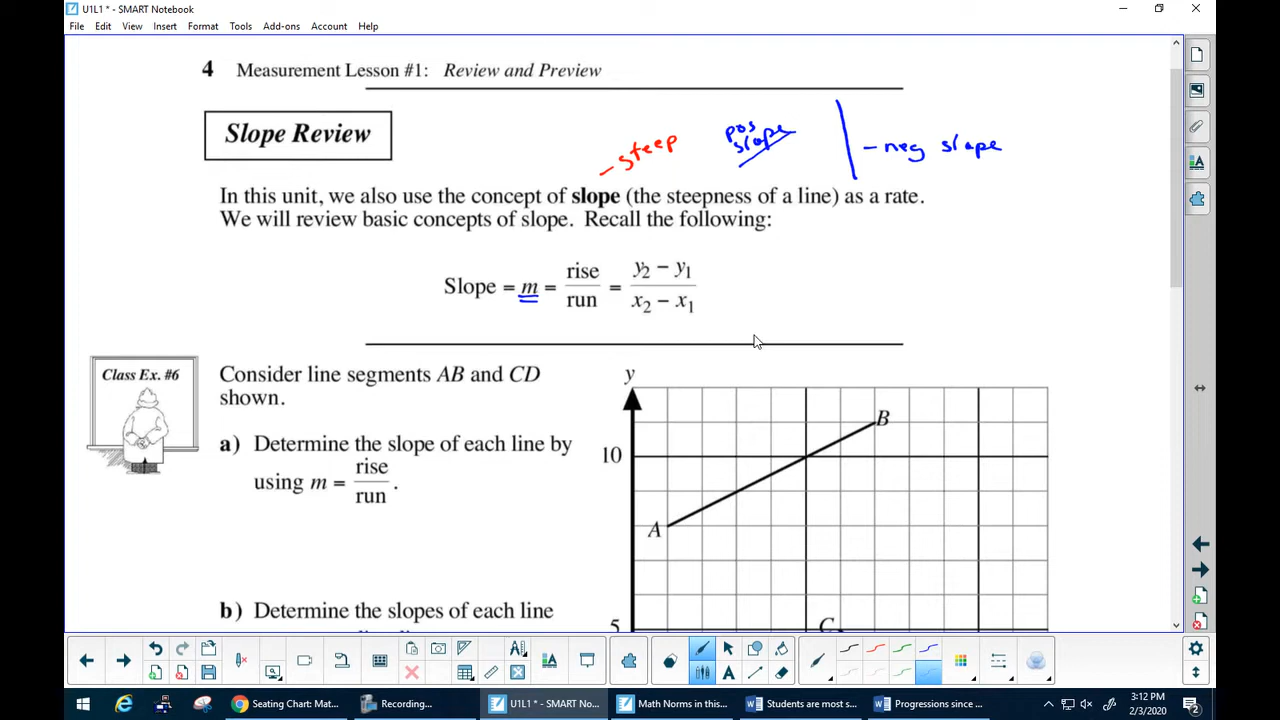 U1L1 * - SMART Notebook
File Edit View Insert Format Tools Add-ons Account Help
4 Measurement Lesson #1: Review and Preview
Slope Review
- steep
pos
slope
- neg slope
In this unit, we also use the concept of slope (the steepness of a line) as a rate.
We will review basic concepts of slope. Recall the following:
Slope = m = rise/run = y₂ − y₁/x₂ − x₁
Class Ex. #6
Consider line segments AB and CD
shown.
a) Determine the slope of each line by
using m = rise/run.
b) Determine the slopes of each line
y
10
5
A
B
C
Seating Chart: Mat...
Recording...
U1L1 * - SMART No...
Math Norms in this...
Students are most s...
Progressions since ...
3:12 PM
2/3/2020
2